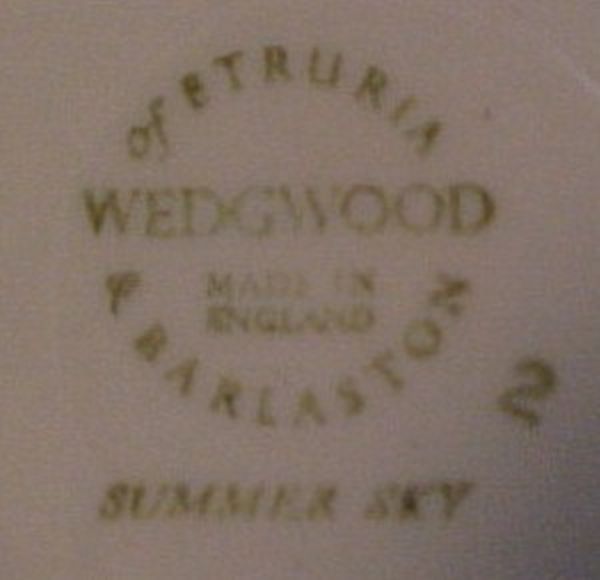 of ETRURIA
WEDGWOOD
MADE IN
ENGLAND
& BARLASTON
2
SUMMER SKY